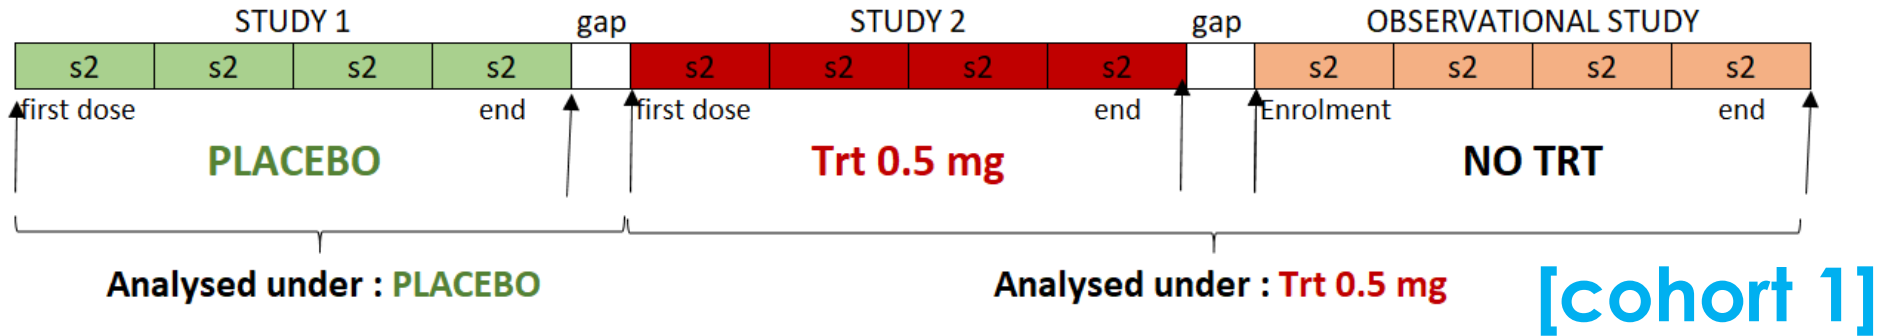 STUDY 1 gap STUDY 2 gap OBSERVATIONAL STUDY
s2 s2 s2 s2 s2 s2 s2 s2 s2 s2 s2 s2
first dose end first dose end Enrolment end
PLACEBO Trt 0.5 mg NO TRT
Analysed under : PLACEBO Analysed under : Trt 0.5 mg
[cohort 1]